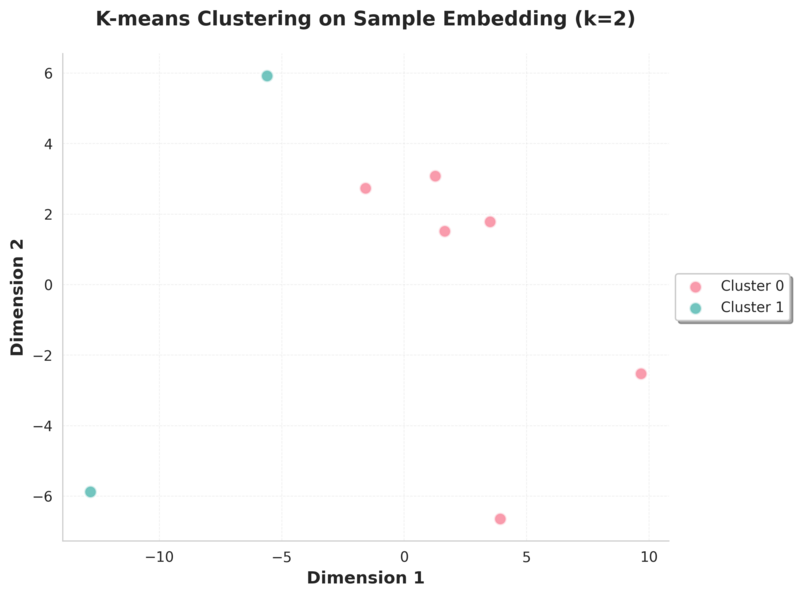 K-means Clustering on Sample Embedding (k=2)
6
4
2
0
−2
−4
−6
Dimension 2
−10
−5
0
5
10
Dimension 1
Cluster 0
Cluster 1